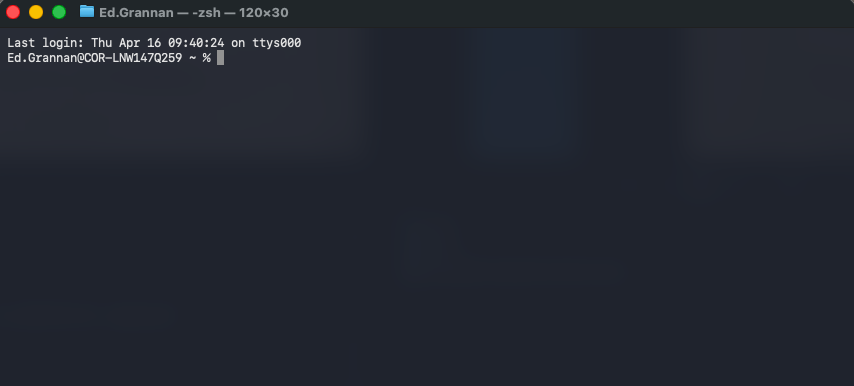 Ed.Grannan — -zsh — 120×30
Last login: Thu Apr 16 09:40:24 on ttys000
Ed.Grannan@COR-LNW147Q259 ~ %